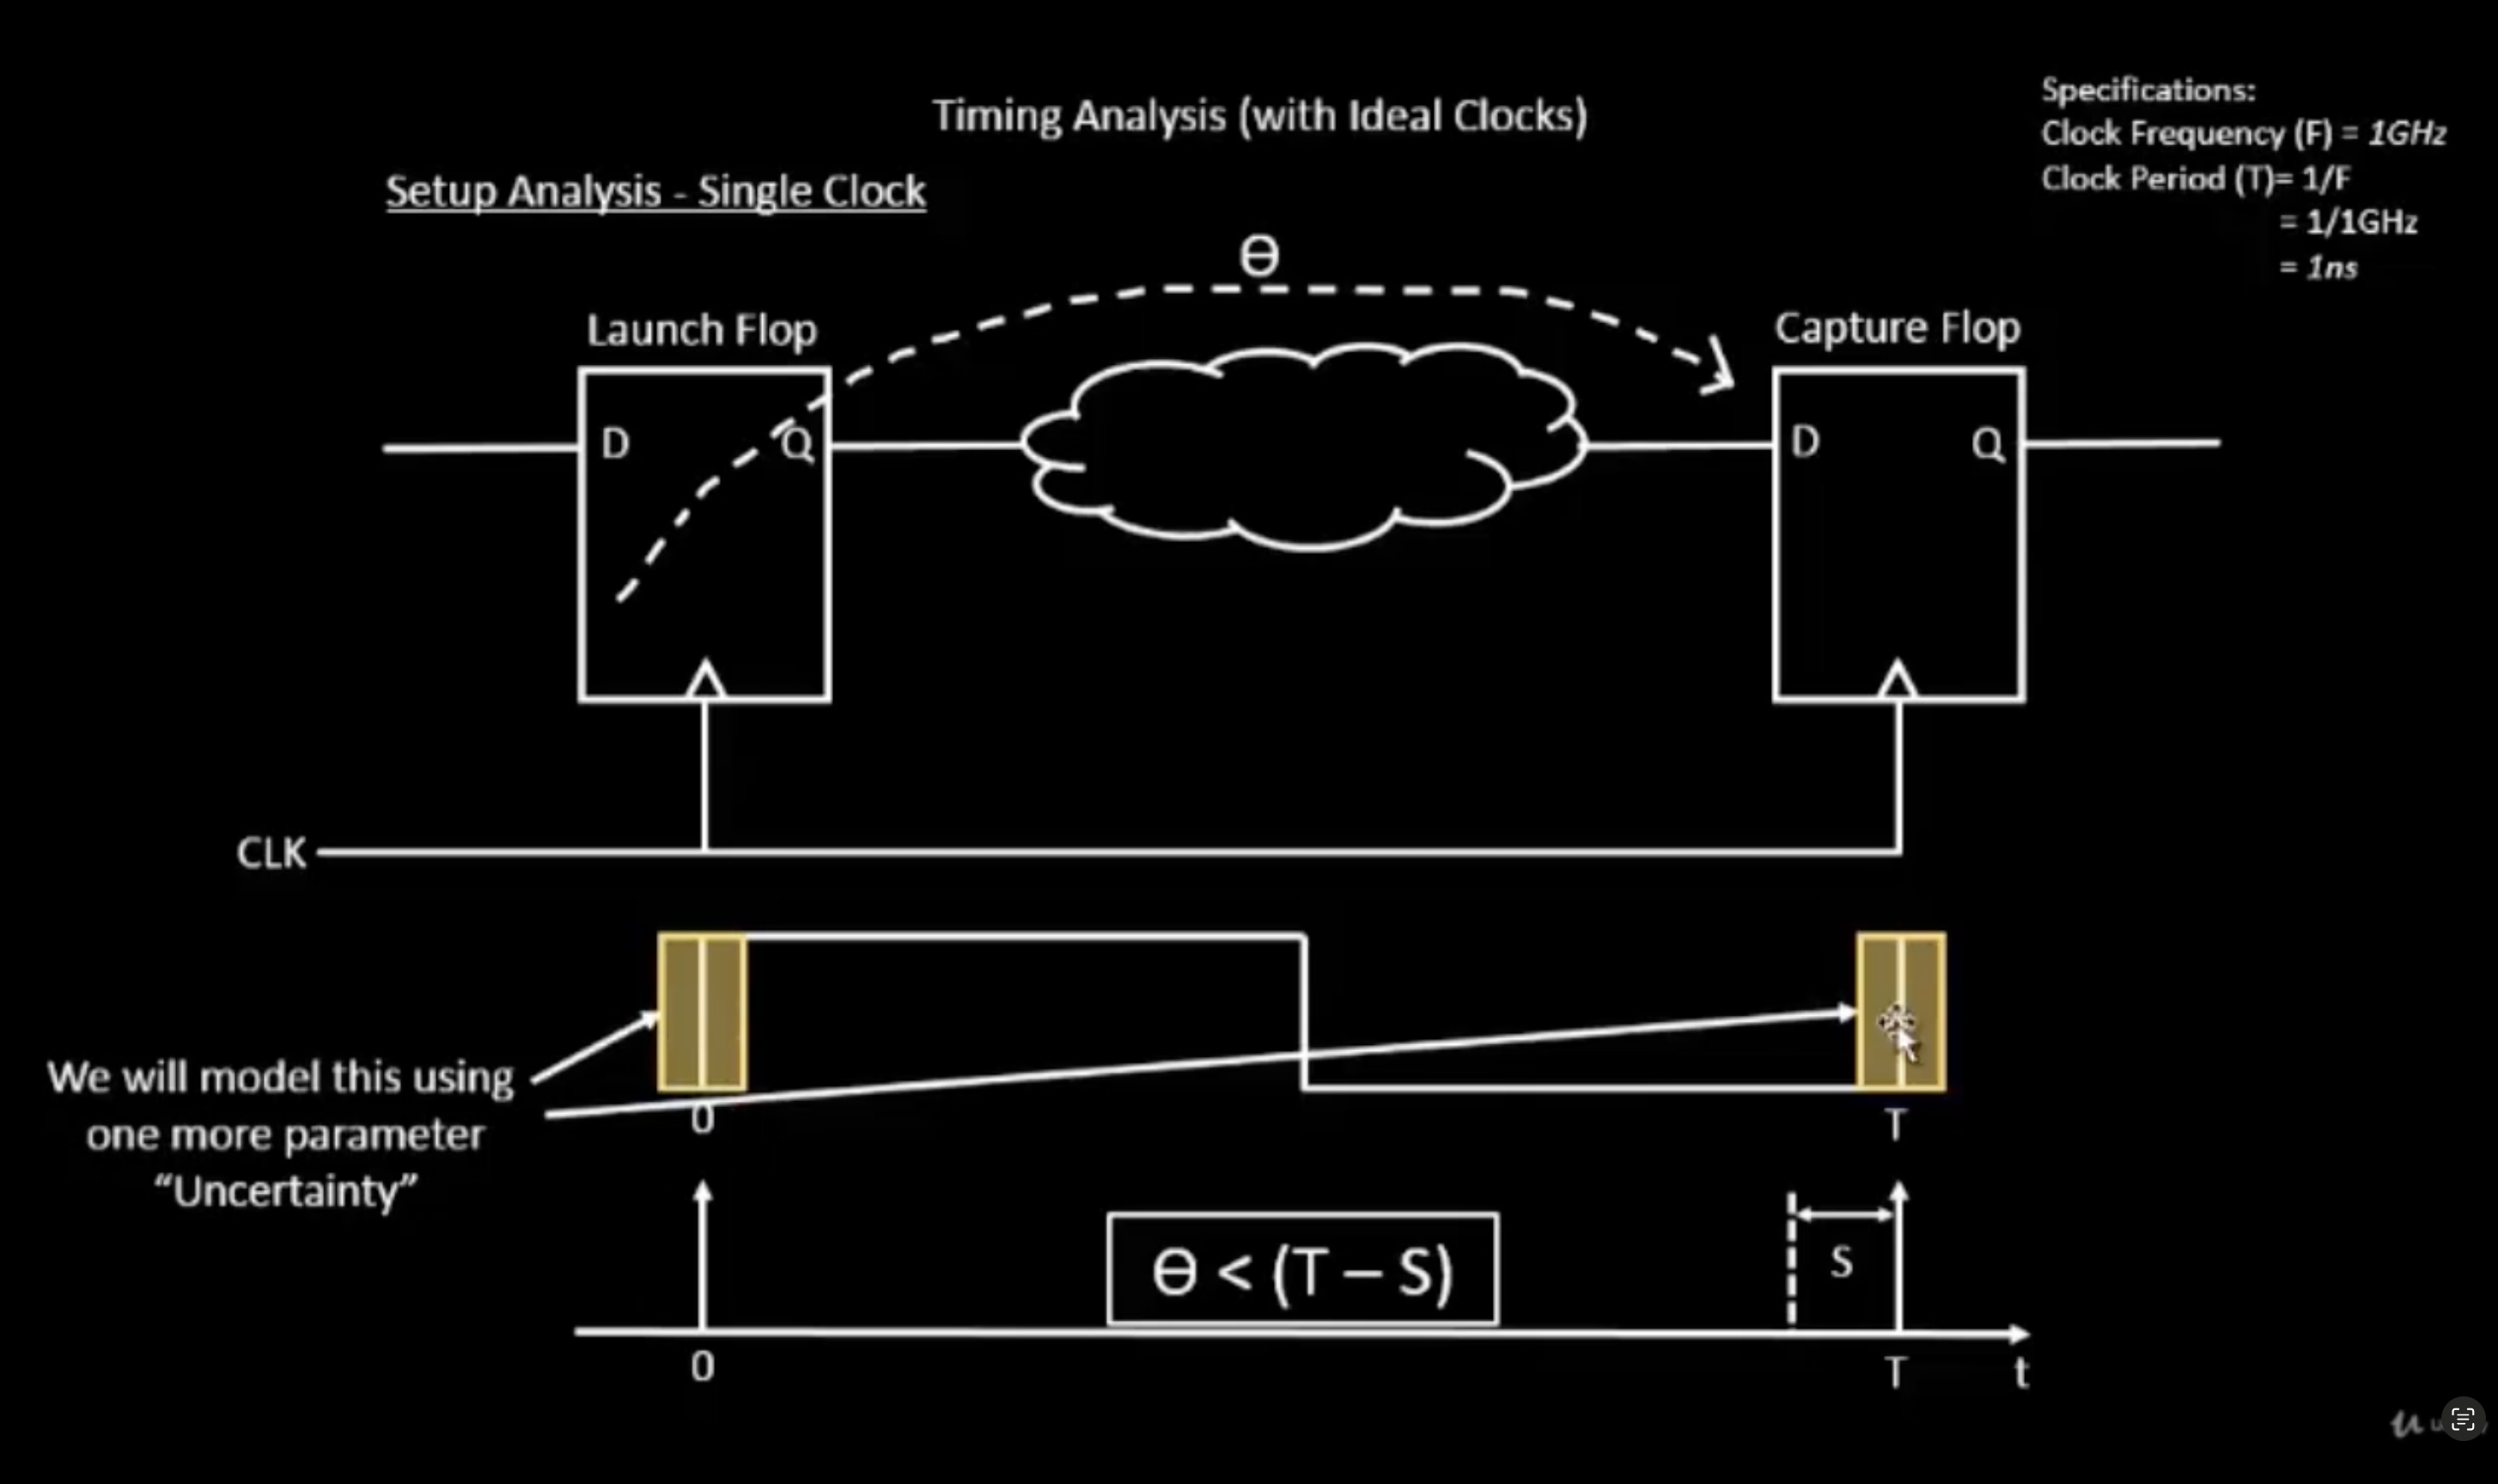 Timing Analysis (with Ideal Clocks)
Specifications:
Clock Frequency (F) = 1GHz
Clock Period (T)= 1/F
= 1/1GHz
= 1ns
Setup Analysis - Single Clock
Ө
Launch Flop
Capture Flop
D
Q
D
Q
CLK
We will model this using
one more parameter
“Uncertainty”
0
T
Ө < (T – S)
S
0
T
t